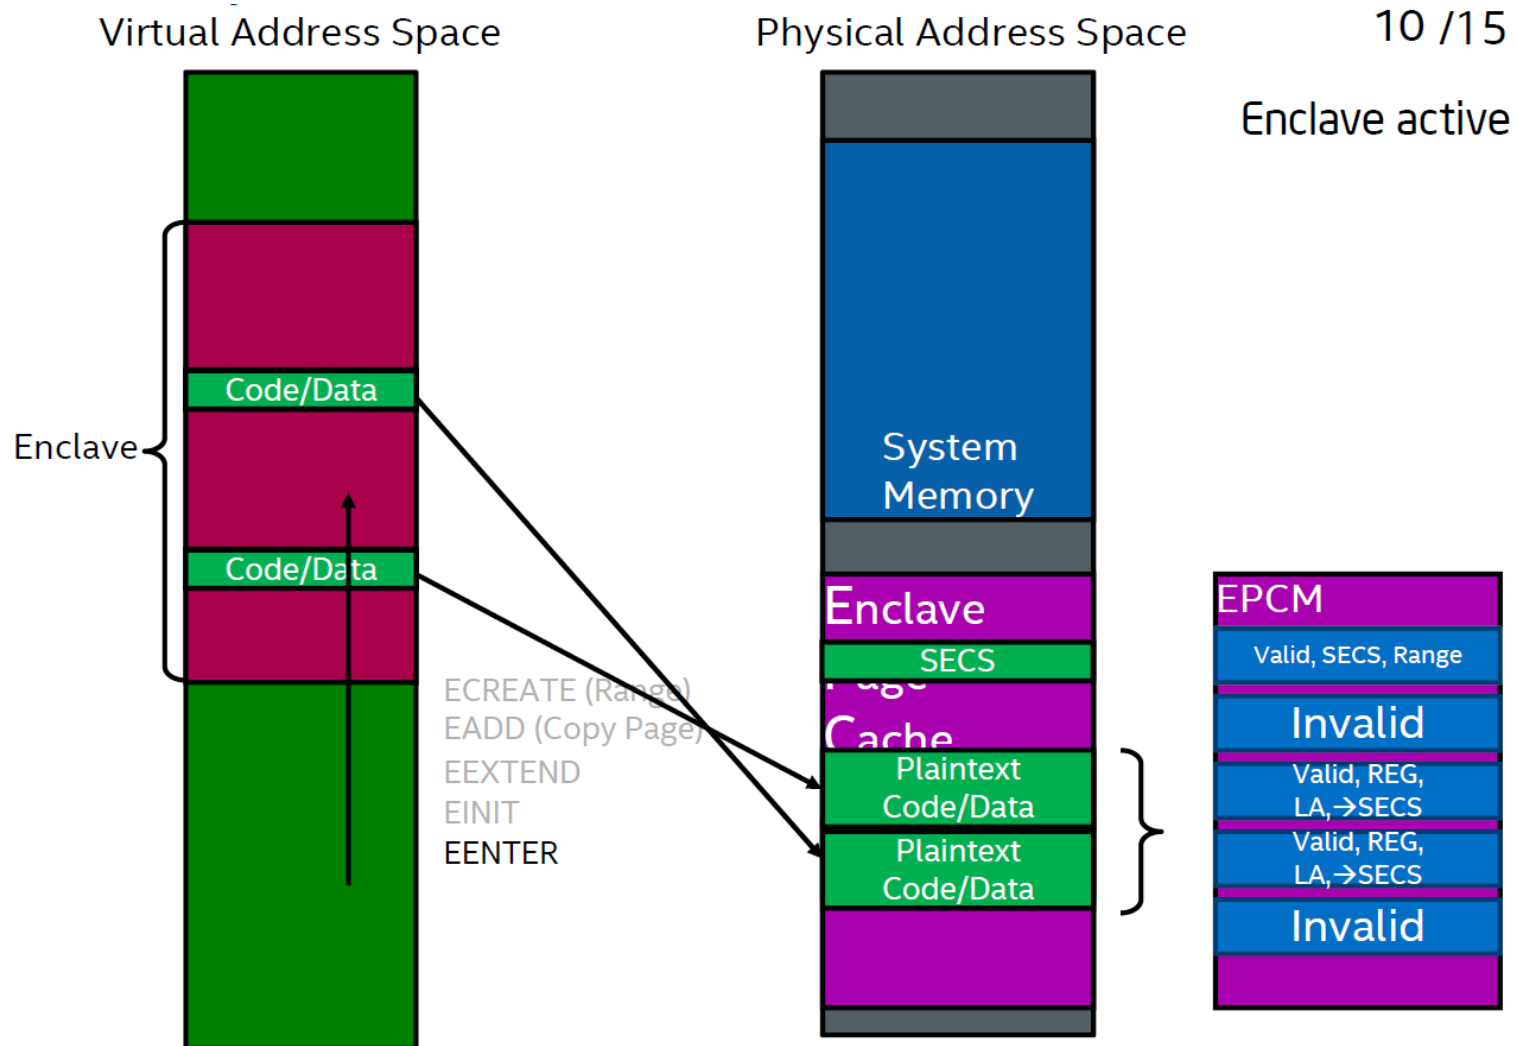 Virtual Address Space
Physical Address Space
10 /15
Enclave active
Code/Data
Enclave
Code/Data
ECREATE (Range)
EADD (Copy Page)
EEXTEND
EINIT
EENTER
System
Memory
Enclave
SECS
Page
Cache
Plaintext
Code/Data
Plaintext
Code/Data
EPCM
Valid, SECS, Range
Invalid
Valid, REG,
LA,→SECS
Valid, REG,
LA,→SECS
Invalid